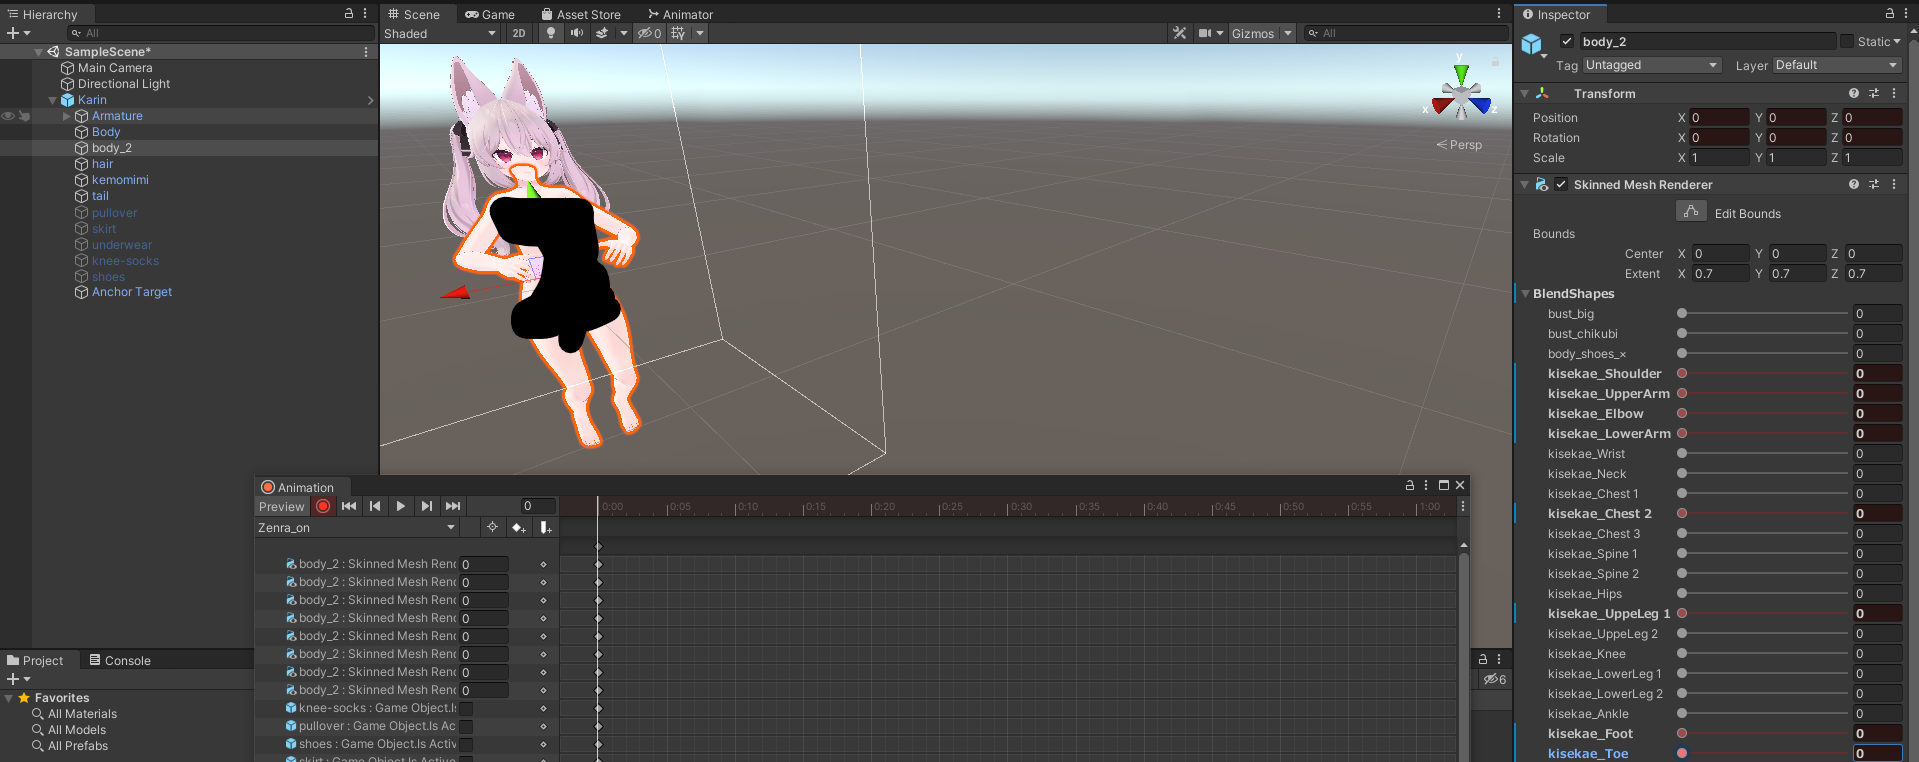 Hierarchy
All
SampleScene*
Main Camera
Directional Light
Karin
Armature
Body
body_2
hair
kemomimi
tail
pullover
skirt
underwear
knee-socks
shoes
Anchor Target
Scene Game Asset Store Animator
Shaded 2D 0 Gizmos All
y
x z
Persp
Inspector
body_2 Static
Tag Untagged Layer Default
Transform
Position X 0 Y 0 Z 0
Rotation X 0 Y 0 Z 0
Scale X 1 Y 1 Z 1
Skinned Mesh Renderer
Edit Bounds
Bounds
Center X 0 Y 0 Z 0
Extent X 0.7 Y 0.7 Z 0.7
BlendShapes
bust_big 0
bust_chikubi 0
body_shoes_× 0
kisekae_Shoulder 0
kisekae_UpperArm 0
kisekae_Elbow 0
kisekae_LowerArm 0
kisekae_Wrist 0
kisekae_Neck 0
kisekae_Chest 1 0
kisekae_Chest 2 0
kisekae_Chest 3 0
kisekae_Spine 1 0
kisekae_Spine 2 0
kisekae_Hips 0
kisekae_UppeLeg 1 0
kisekae_UppeLeg 2 0
kisekae_Knee 0
kisekae_LowerLeg 1 0
kisekae_LowerLeg 2 0
kisekae_Ankle 0
kisekae_Foot 0
kisekae_Toe 0
Animation
Preview 0 0:00 0:05 0:10 0:15 0:20 0:25 0:30 0:35 0:40 0:45 0:50 0:55 1:00
Zenra_on
body_2 : Skinned Mesh Ren 0
body_2 : Skinned Mesh Ren 0
body_2 : Skinned Mesh Ren 0
body_2 : Skinned Mesh Ren 0
body_2 : Skinned Mesh Ren 0
body_2 : Skinned Mesh Ren 0
body_2 : Skinned Mesh Ren 0
body_2 : Skinned Mesh Ren 0
knee-socks : Game Object.Is
pullover : Game Object.Is Ac
shoes : Game Object.Is Activ
skirt : Game Object.Is Active
Project Console
6
Favorites
All Materials
All Models
All Prefabs